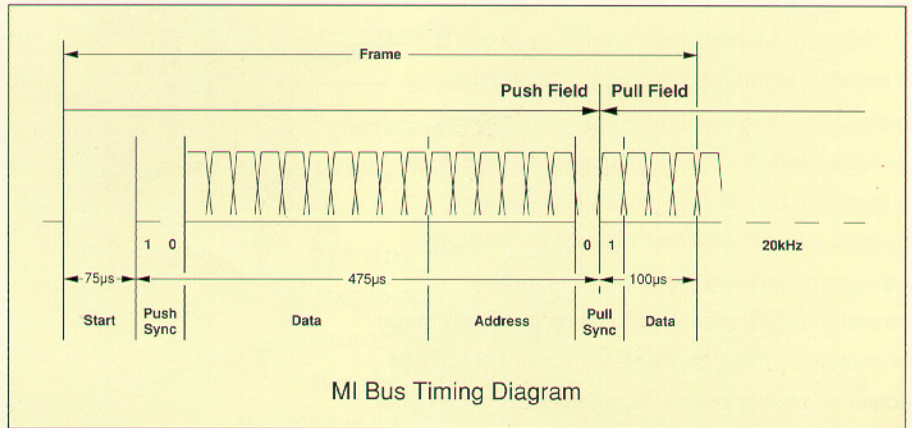 Frame
Push Field Pull Field
1 0 0 1 20kHz
75µs 475µs 100µs
Start Push Sync Data Address Pull Sync Data
MI Bus Timing Diagram